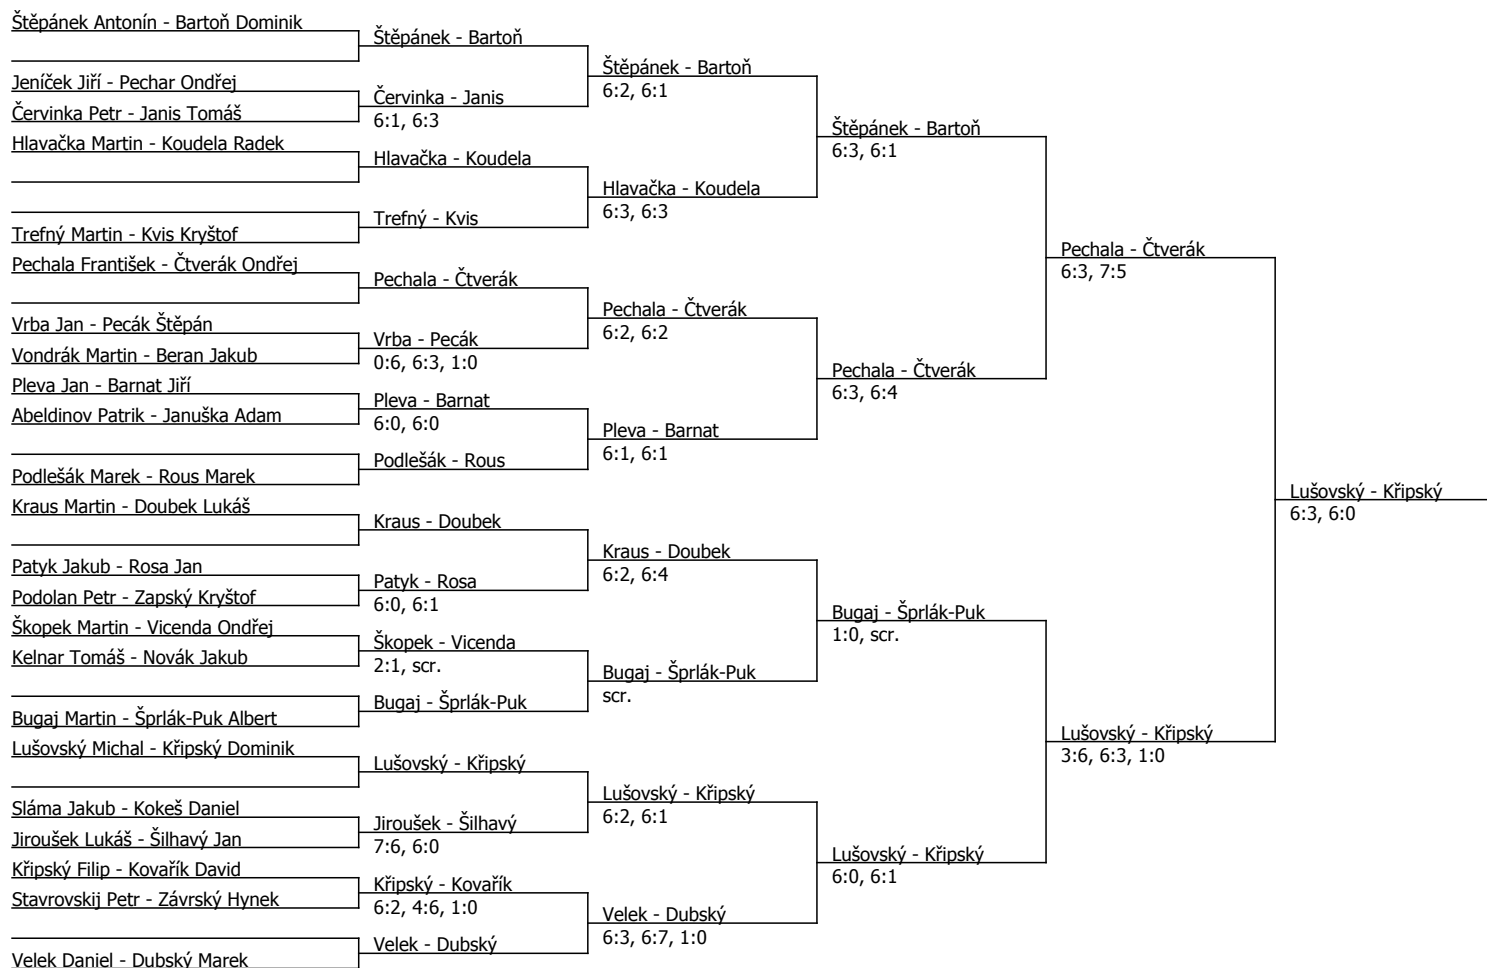 Štěpánek Antonín - Bartoň Dominik
Jeníček Jiří - Pechar Ondřej
Červinka Petr - Janis Tomáš
Hlavačka Martin - Koudela Radek
Trefný Martin - Kvis Kryštof
Pechala František - Čtverák Ondřej
Vrba Jan - Pecák Štěpán
Vondrák Martin - Beran Jakub
Pleva Jan - Barnat Jiří
Abeldinov Patrik - Januška Adam
Podlešák Marek - Rous Marek
Kraus Martin - Doubek Lukáš
Patyk Jakub - Rosa Jan
Podolan Petr - Zapský Kryštof
Škopek Martin - Vicenda Ondřej
Kelnar Tomáš - Novák Jakub
Bugaj Martin - Šprlák-Puk Albert
Lušovský Michal - Křipský Dominik
Sláma Jakub - Kokeš Daniel
Jiroušek Lukáš - Šilhavý Jan
Křipský Filip - Kovařík David
Stavrovskij Petr - Závrský Hynek
Velek Daniel - Dubský Marek
Štěpánek - Bartoň
Červinka - Janis
6:1, 6:3
Hlavačka - Koudela
Trefný - Kvis
Pechala - Čtverák
Vrba - Pecák
0:6, 6:3, 1:0
Pleva - Barnat
6:0, 6:0
Podlešák - Rous
Kraus - Doubek
Patyk - Rosa
6:0, 6:1
Škopek - Vicenda
2:1, scr.
Bugaj - Šprlák-Puk
Lušovský - Křipský
Jiroušek - Šilhavý
7:6, 6:0
Křipský - Kovařík
6:2, 4:6, 1:0
Velek - Dubský
Štěpánek - Bartoň
6:2, 6:1
Hlavačka - Koudela
6:3, 6:3
Pechala - Čtverák
6:2, 6:2
Pleva - Barnat
6:1, 6:1
Kraus - Doubek
6:2, 6:4
Bugaj - Šprlák-Puk
scr.
Lušovský - Křipský
6:2, 6:1
Velek - Dubský
6:3, 6:7, 1:0
Štěpánek - Bartoň
6:3, 6:1
Pechala - Čtverák
6:3, 6:4
Bugaj - Šprlák-Puk
1:0, scr.
Lušovský - Křipský
6:0, 6:1
Pechala - Čtverák
6:3, 7:5
Lušovský - Křipský
3:6, 6:3, 1:0
Lušovský - Křipský
6:3, 6:0